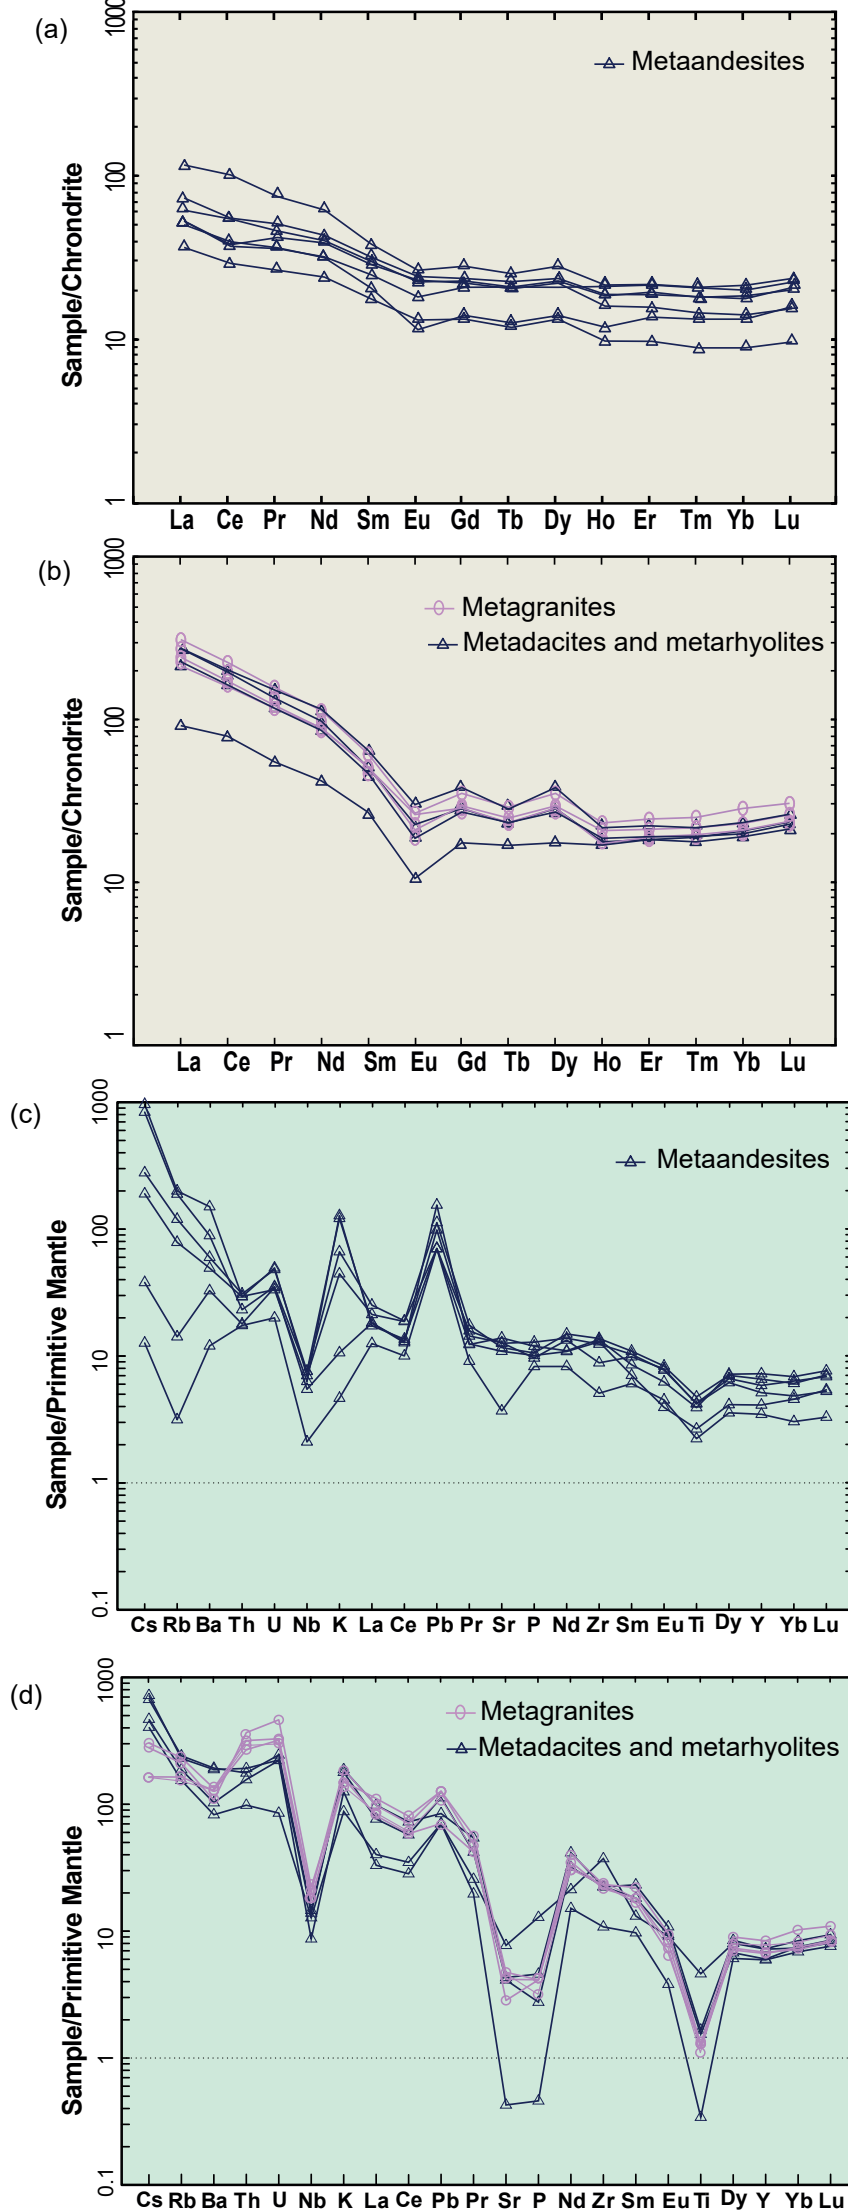 (a)
1000
Metaandesites
100
Sample/Chrondrite
10
1
La Ce Pr Nd Sm Eu Gd Tb Dy Ho Er Tm Yb Lu
(b)
1000
Metagranites
Metadacites and metarhyolites
100
Sample/Chrondrite
10
1
La Ce Pr Nd Sm Eu Gd Tb Dy Ho Er Tm Yb Lu
(c)
1000
Metaandesites
100
Sample/Primitive Mantle
10
1
0.1
Cs Rb Ba Th U Nb K La Ce Pb Pr Sr P Nd Zr Sm Eu Ti Dy Y Yb Lu
(d)
1000
Metagranites
Metadacites and metarhyolites
100
Sample/Primitive Mantle
10
1
0.1
Cs Rb Ba Th U Nb K La Ce Pb Pr Sr P Nd Zr Sm Eu Ti Dy Y Yb Lu